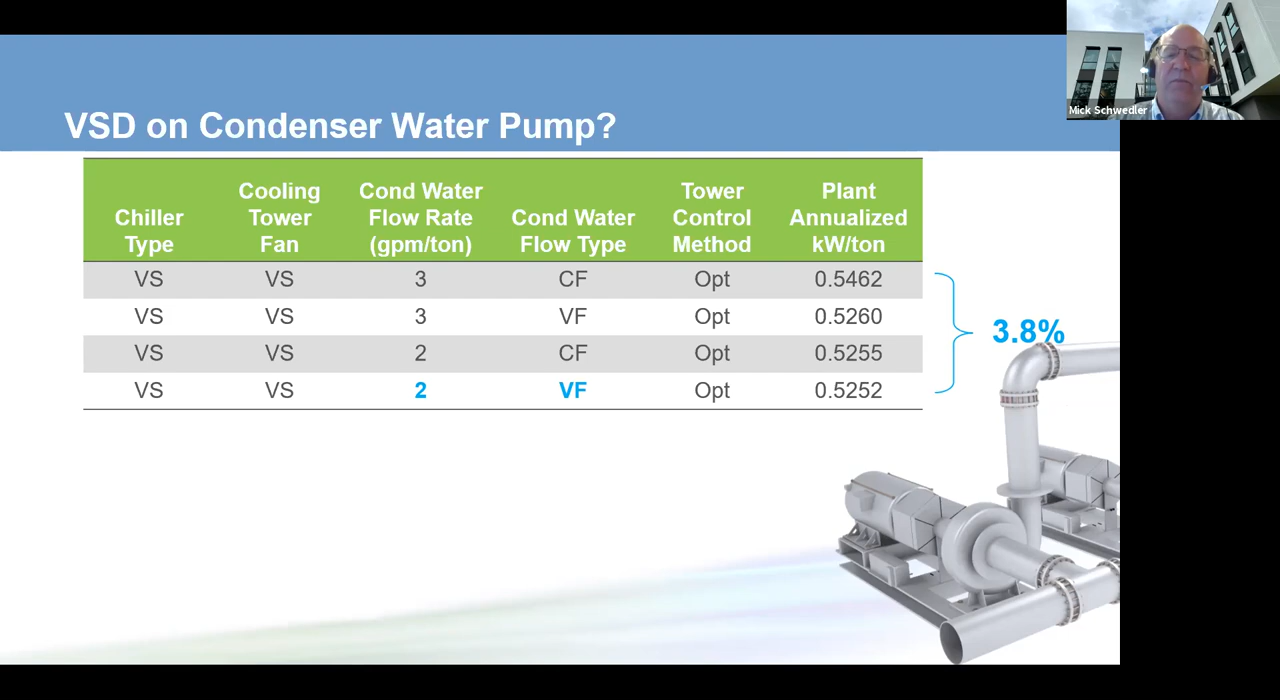 Mick Schwedler
VSD on Condenser Water Pump?
Chiller Type
Cooling Tower Fan
Cond Water Flow Rate (gpm/ton)
Cond Water Flow Type
Tower Control Method
Plant Annualized kW/ton
VS VS 3 CF Opt 0.5462
VS VS 3 VF Opt 0.5260
VS VS 2 CF Opt 0.5255
VS VS 2 VF Opt 0.5252
3.8%